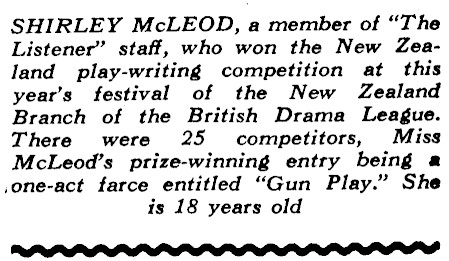 SHIRLEY McLEOD, a member of "The
Listener" staff, who won the New Zea-
land play-writing competition at this
year's festival of the New Zealand
Branch of the British Drama League.
There were 25 competitors, Miss
McLeod's prize-winning entry being a
one-act farce entitled "Gun Play." She
is 18 years old